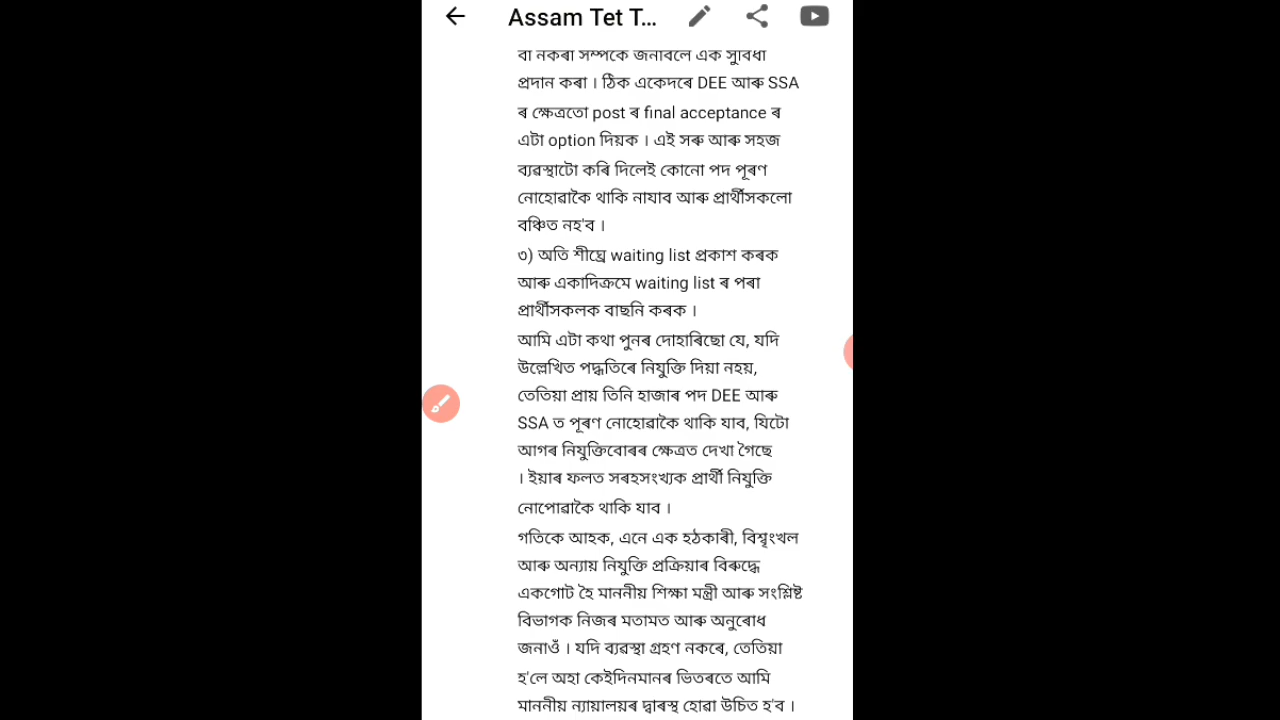 Assam Tet T...
বা নকৰা সম্পৰ্কে জনাবলৈ এক সুবিধা
প্ৰদান কৰা । ঠিক একেদৰে DEE আৰু SSA
ৰ ক্ষেত্ৰতো post ৰ final acceptance ৰ
এটা option দিয়ক । এই সৰু আৰু সহজ
ব্যৱস্থাটো কৰি দিলেই কোনো পদ পূৰণ
নোহোৱাকৈ থাকি নাযাব আৰু প্ৰাৰ্থীসকলো
বঞ্চিত নহ'ব ।
৩) অতি শীঘ্ৰে waiting list প্ৰকাশ কৰক
আৰু একাদিক্ৰমে waiting list ৰ পৰা
প্ৰাৰ্থীসকলক বাছনি কৰক ।
আমি এটা কথা পুনৰ দোহাৰিছো যে, যদি
উল্লেখিত পদ্ধতিৰে নিযুক্তি দিয়া নহয়,
তেতিয়া প্ৰায় তিনি হাজাৰ পদ DEE আৰু
SSA ত পূৰণ নোহোৱাকৈ থাকি যাব, যিটো
আগৰ নিযুক্তিবোৰৰ ক্ষেত্ৰত দেখা গৈছে
। ইয়াৰ ফলত সৰহসংখ্যক প্ৰাৰ্থী নিযুক্তি
নোপোৱাকৈ থাকি যাব ।
গতিকে আহক, এনে এক হঠকাৰী, বিশৃংখল
আৰু অন্যায় নিযুক্তি প্ৰক্ৰিয়াৰ বিৰুদ্ধে
একগোট হৈ মাননীয় শিক্ষা মন্ত্ৰী আৰু সংশ্লিষ্ট
বিভাগক নিজৰ মতামত আৰু অনুৰোধ
জনাওঁ । যদি ব্যৱস্থা গ্ৰহণ নকৰে, তেতিয়া
হ'লে অহা কেইদিনমানৰ ভিতৰতে আমি
মাননীয় ন্যায়ালয়ৰ দ্বাৰস্থ হোৱা উচিত হ'ব ।